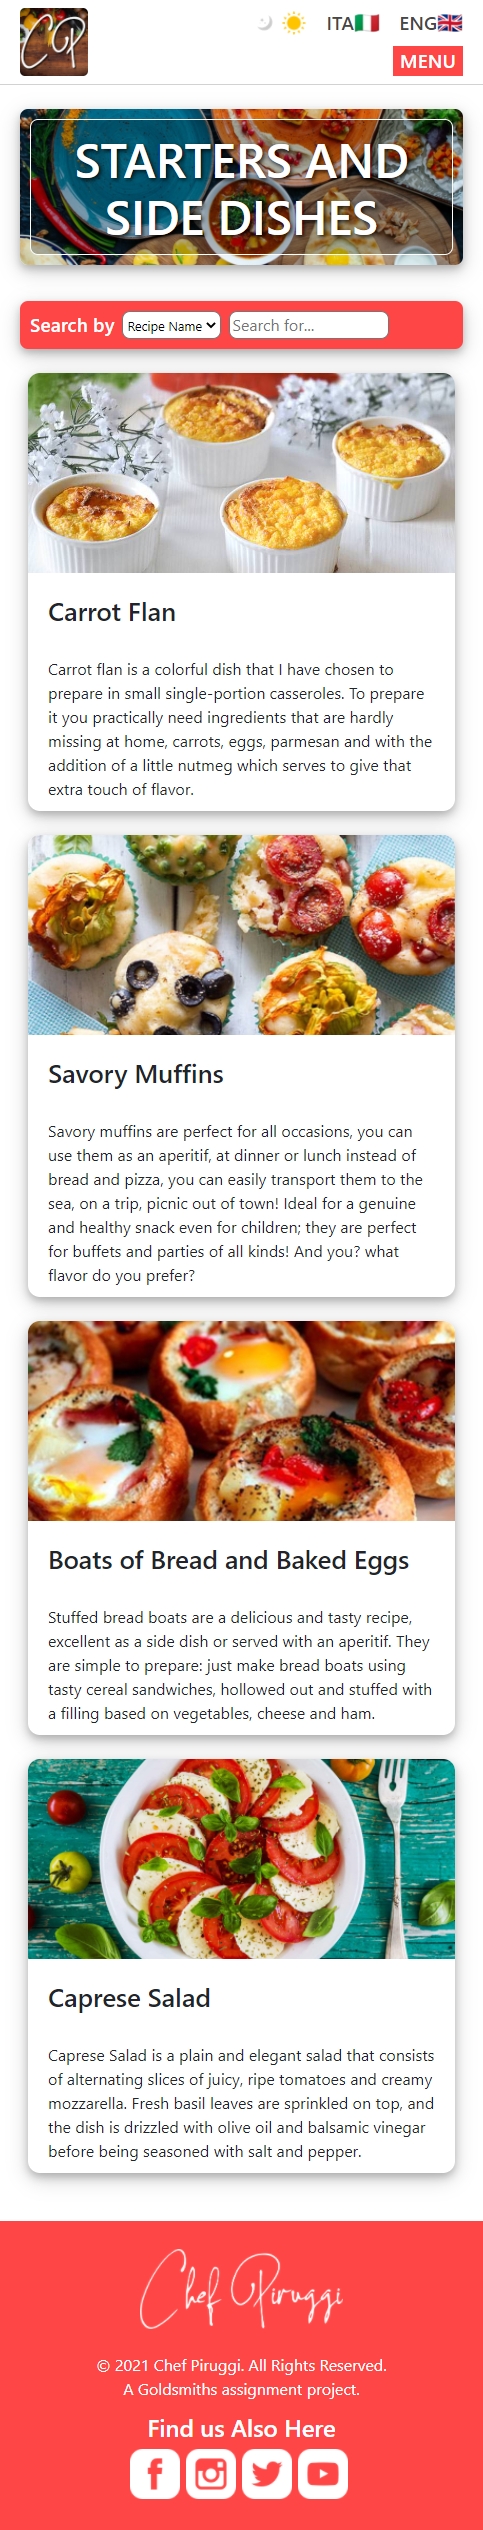 CP
ITA ENG
MENU
STARTERS AND
SIDE DISHES
Search by Recipe Name Search for...
Carrot Flan
Carrot flan is a colorful dish that I have chosen to
prepare in small single-portion casseroles. To prepare
it you practically need ingredients that are hardly
missing at home, carrots, eggs, parmesan and with the
addition of a little nutmeg which serves to give that
extra touch of flavor.
Savory Muffins
Savory muffins are perfect for all occasions, you can
use them as an aperitif, at dinner or lunch instead of
bread and pizza, you can easily transport them to the
sea, on a trip, picnic out of town! Ideal for a genuine
and healthy snack even for children; they are perfect
for buffets and parties of all kinds! And you? what
flavor do you prefer?
Boats of Bread and Baked Eggs
Stuffed bread boats are a delicious and tasty recipe,
excellent as a side dish or served with an aperitif. They
are simple to prepare: just make bread boats using
tasty cereal sandwiches, hollowed out and stuffed with
a filling based on vegetables, cheese and ham.
Caprese Salad
Caprese Salad is a plain and elegant salad that consists
of alternating slices of juicy, ripe tomatoes and creamy
mozzarella. Fresh basil leaves are sprinkled on top, and
the dish is drizzled with olive oil and balsamic vinegar
before being seasoned with salt and pepper.
Chef Piruggi
© 2021 Chef Piruggi. All Rights Reserved.
A Goldsmiths assignment project.
Find us Also Here